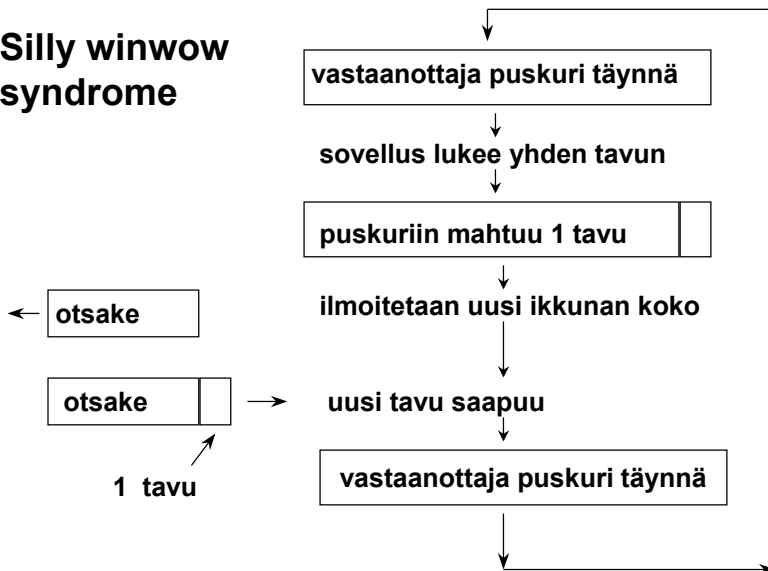 Silly winwow
syndrome
vastaanottaja puskuri täynnä
sovellus lukee yhden tavun
puskuriin mahtuu 1 tavu
ilmoitetaan uusi ikkunan koko
otsake
otsake
uusi tavu saapuu
1 tavu
vastaanottaja puskuri täynnä